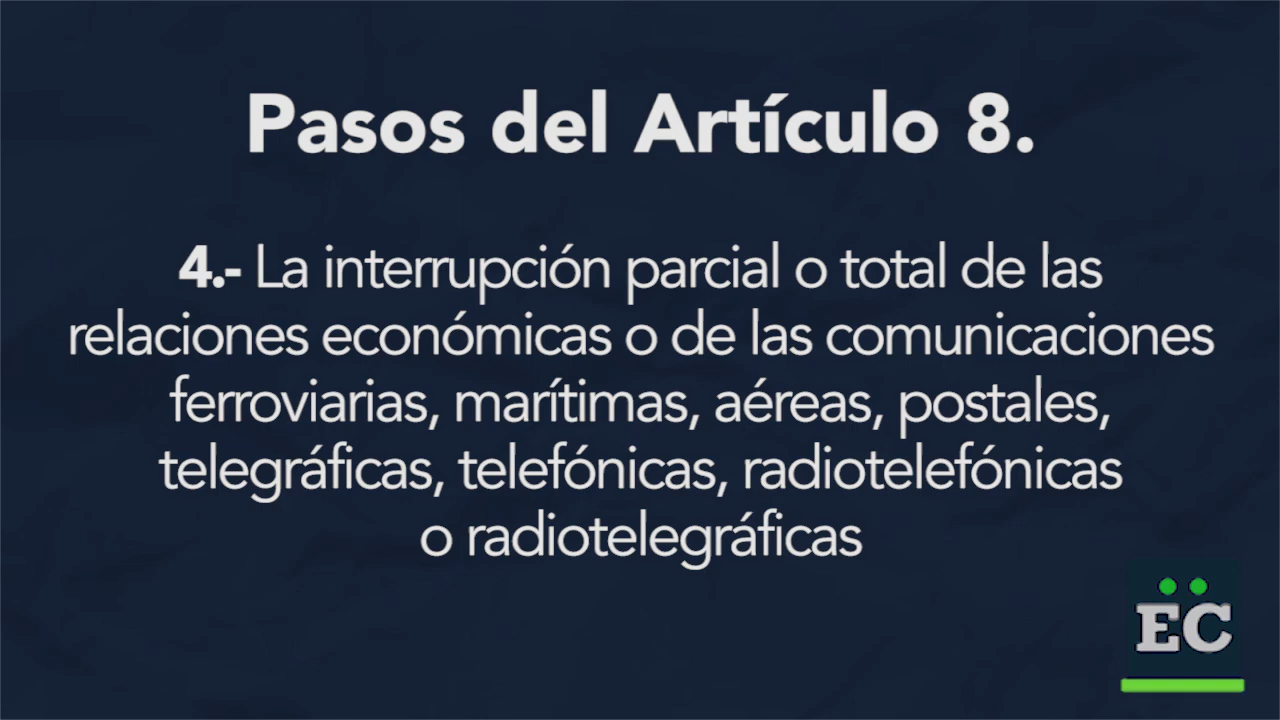 Pasos del Artículo 8.
4.- La interrupción parcial o total de las
relaciones económicas o de las comunicaciones
ferroviarias, marítimas, aéreas, postales,
telegráficas, telefónicas, radiotelefónicas
o radiotelegráficas
EC